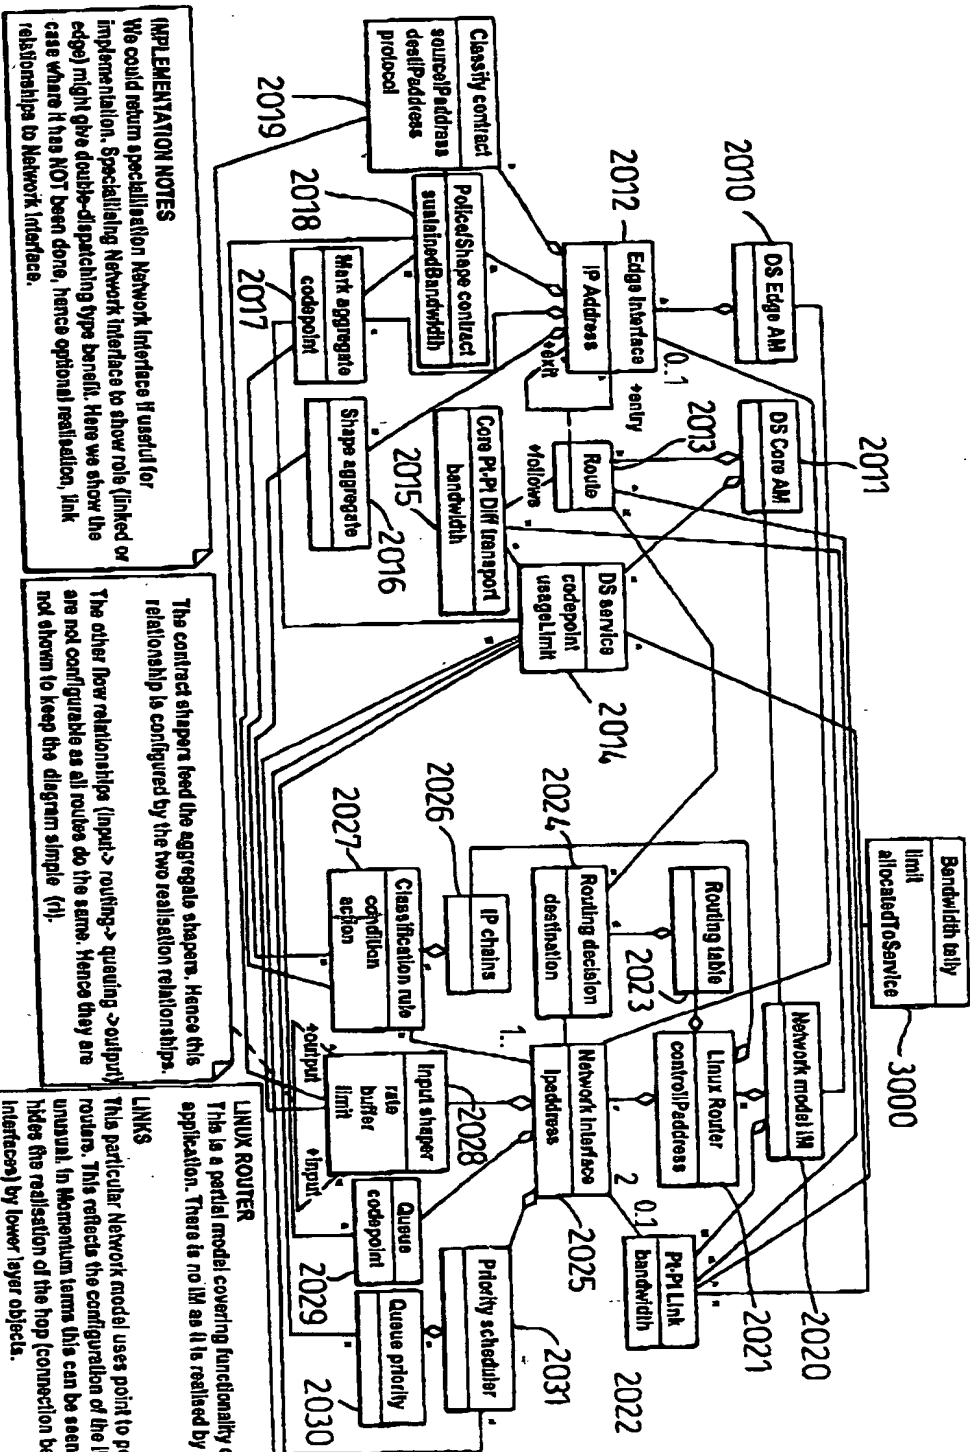 Bandwidth tally
limit
allocatedToService
3000
2010
DS Edge AM
2011
DS Core AM
Network model IM
2020
2012
Edge Interface
IP Address
0..1
+entry
+exit
2013
Route
+follows
Routing table
2023
Linux Router
controlIPaddress
2021
2024
Routing decision
destination
1..
Network Interface
Ipaddress
2025
2
0.1
Pt-Pt Link
bandwidth
2022
Classify contract
sourceIPaddress
destIPaddress
protocol
2019
Police/Shape contract
sustainedBandwidth
2018
Core Pt-Pt Diff transport
bandwidth
2015
DS service
codepoint
usageLimit
2014
2026
IP chains
2027
Classification rule
condition
action
Mark aggregate
codepoint
2017
Shape aggregate
2016
Input shaper
rate
buffer
limit
2028
+output
+input
Queue
codepoint
2029
Priority scheduler
2031
Queue priority
2030
IMPLEMENTATION NOTES
We could return speciallisation Network Interface if useful for
implementation. Speciallising Network Interface to show role (linked or
edge) might give double-dispatching type benefit. Here we show the
case where it has NOT been done, hence optional realisation, link
relationships to Network Interface.
The contract shapers feed the aggregate shapers. Hence this
relationship is configured by the two realisation relationships.
The other flow relationships (input-> routing-> queuing ->output)
are not configurable as all routes do the same. Hence they are
not shown to keep the diagram simple (r).
LINUX ROUTER
This is a partial model covering functionality
application. There is no IM as it is realised by
LINKS
This particular Network model uses point to
routers. This reflects the configuration of the
unusual. In Momentum terms this can be seen
hides the realisation of the hop (connection
interfaces) by lower layer objects.